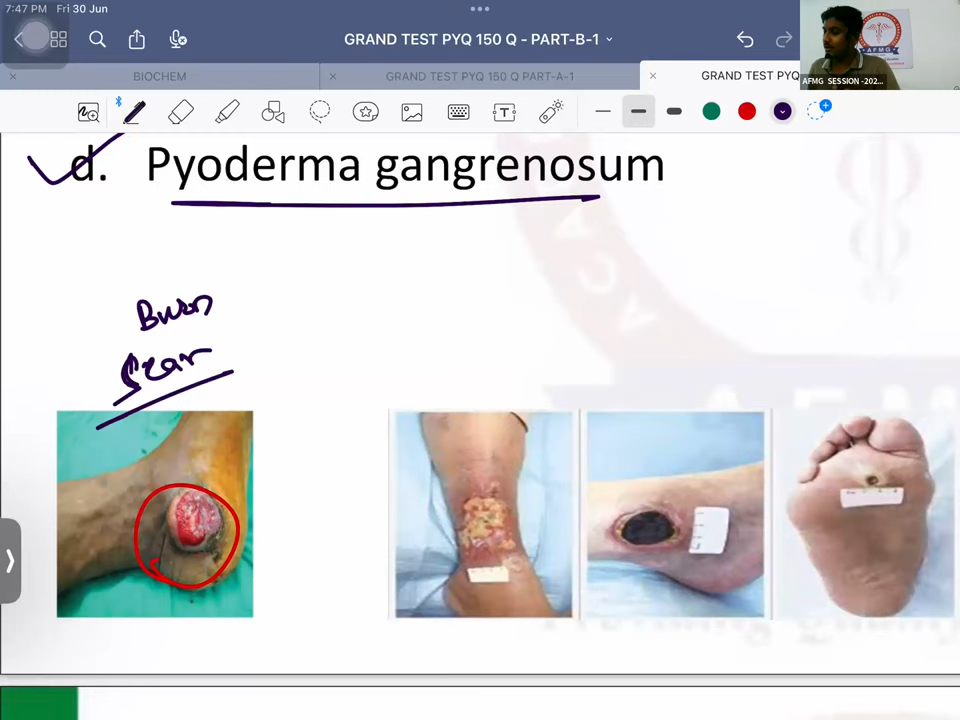 7:47 PM Fri 30 Jun
GRAND TEST PYQ 150 Q - PART-B-1
BIOCHEM
GRAND TEST PYQ 150 Q PART-A-1
GRAND TEST PYQ
AFMG
AFMG SESSION -202...
d. Pyoderma gangrenosum
Burn
Scar